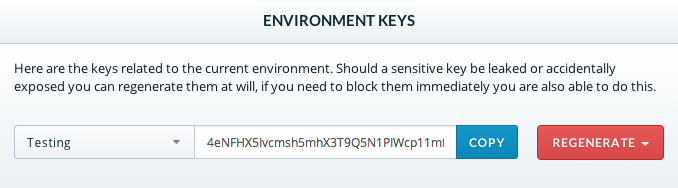 ENVIRONMENT KEYS
Here are the keys related to the current environment. Should a sensitive key be leaked or accidentally
exposed you can regenerate them at will, if you need to block them immediately you are also able to do this.
Testing
COPY
REGENERATE